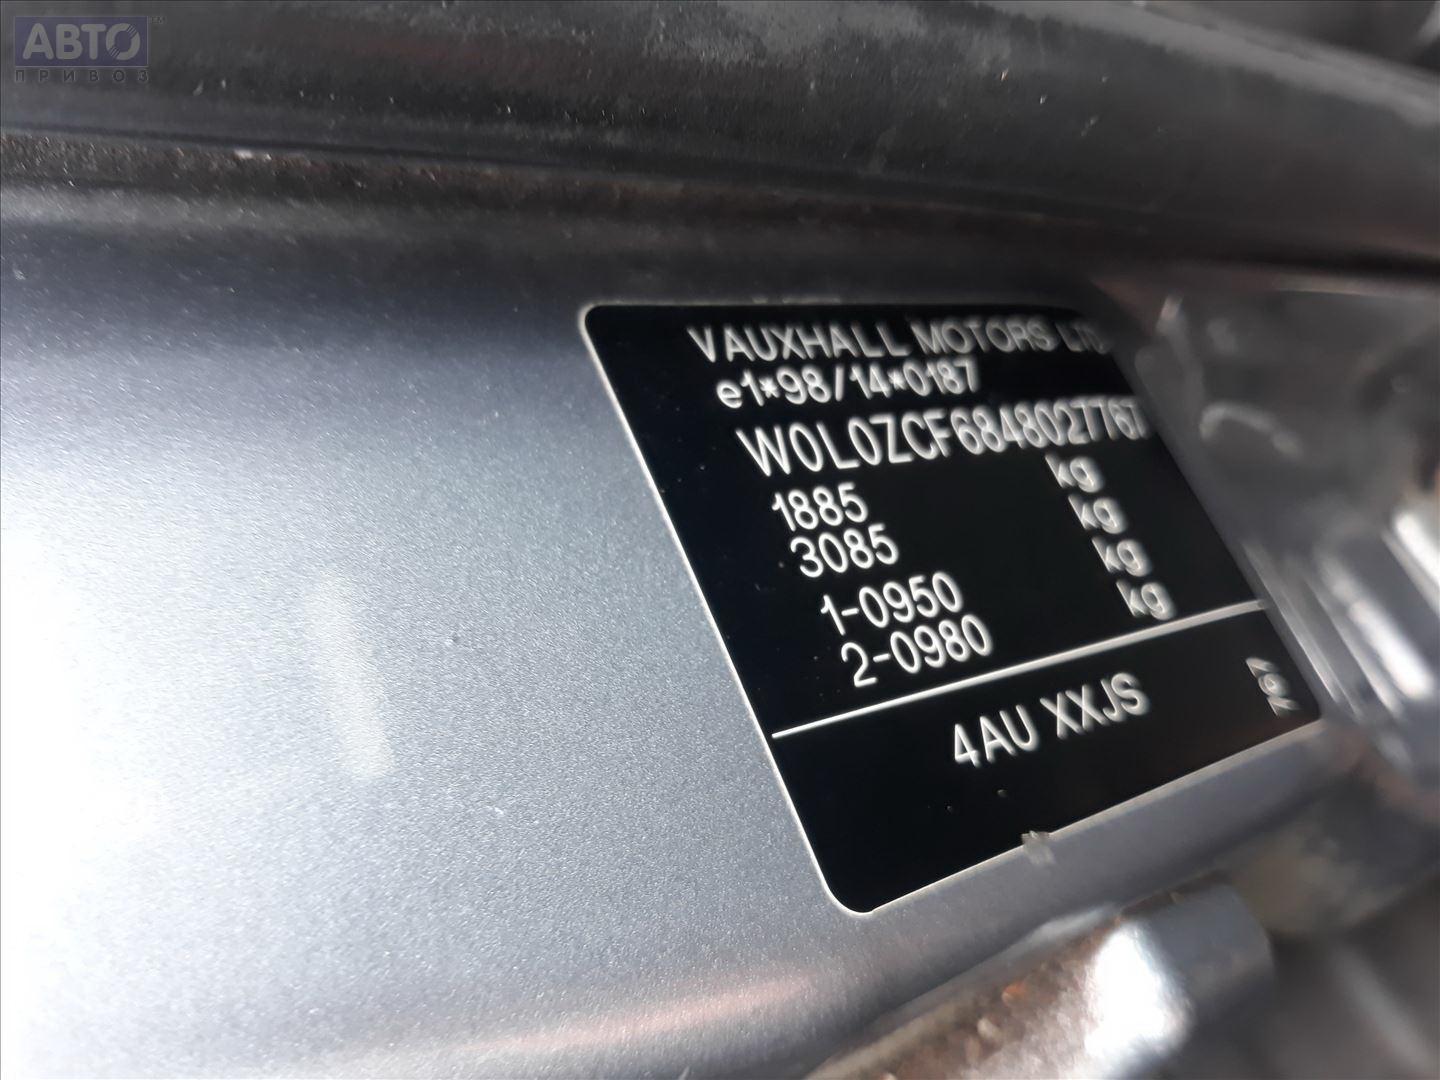 АВТО™
ПРИВОЗ
VAUXHALL MOTORS LTD
e1*98/14*0187
W0L0ZCF6848027767
1885 kg
3085 kg
1-0950 kg
2-0980 kg
4AU XXJS